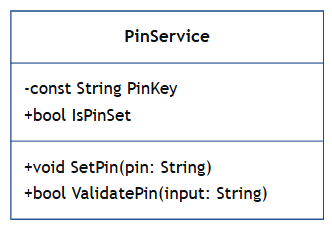 PinService
-const String PinKey
+bool IsPinSet
+void SetPin(pin: String)
+bool ValidatePin(input: String)